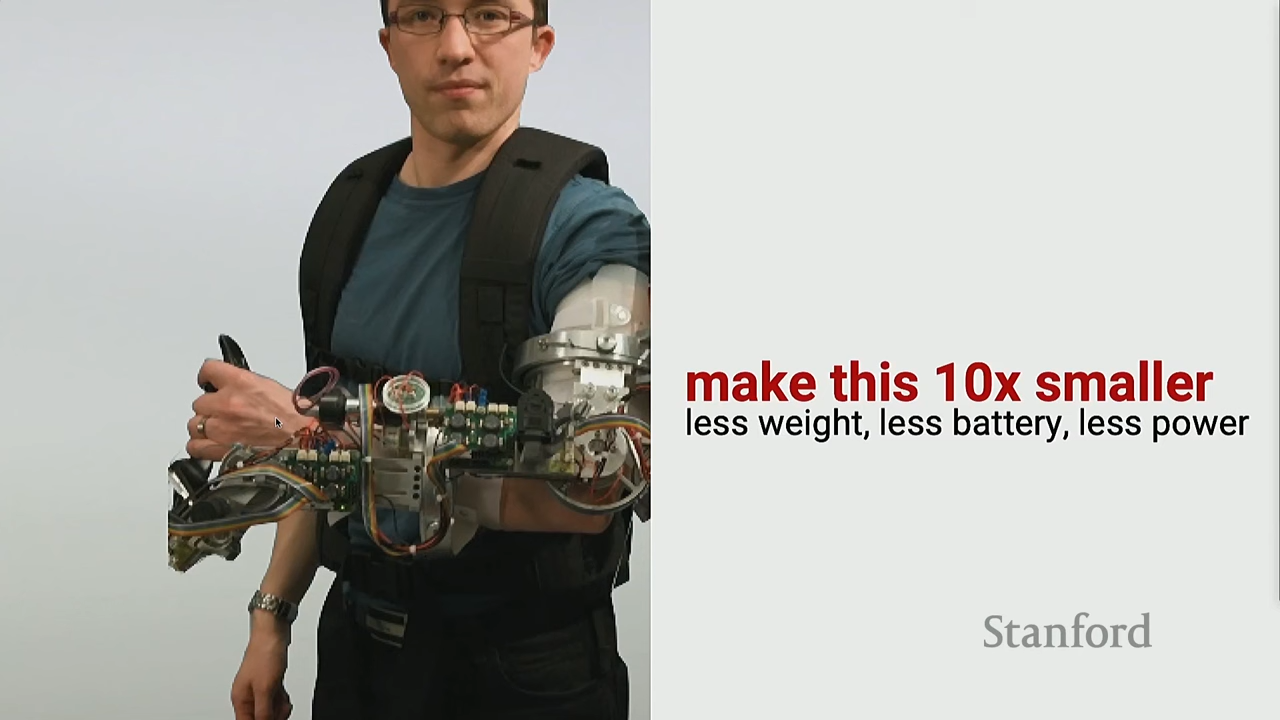 make this 10x smaller
less weight, less battery, less power
Stanford